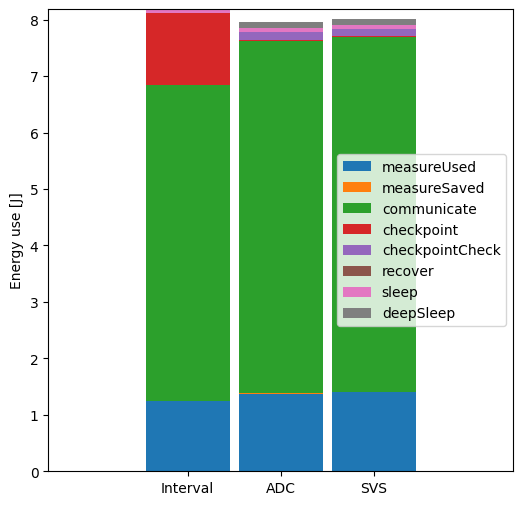 Energy use [J]
8
7
6
5
4
3
2
1
0
Interval
ADC
SVS
measureUsed
measureSaved
communicate
checkpoint
checkpointCheck
recover
sleep
deepSleep